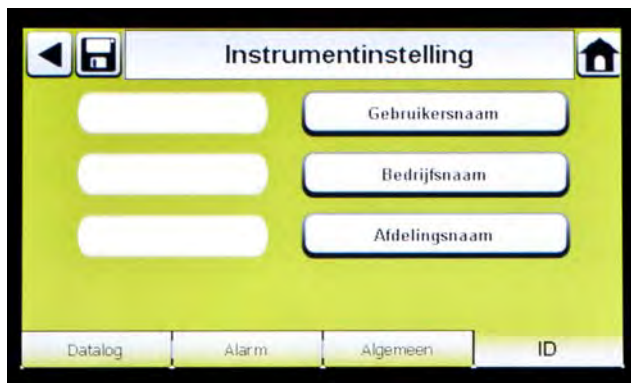 Instrumentinstelling
Gebruikersnaam
Bedrijfsnaam
Afdelingsnaam
Datalog Alarm Algemeen ID